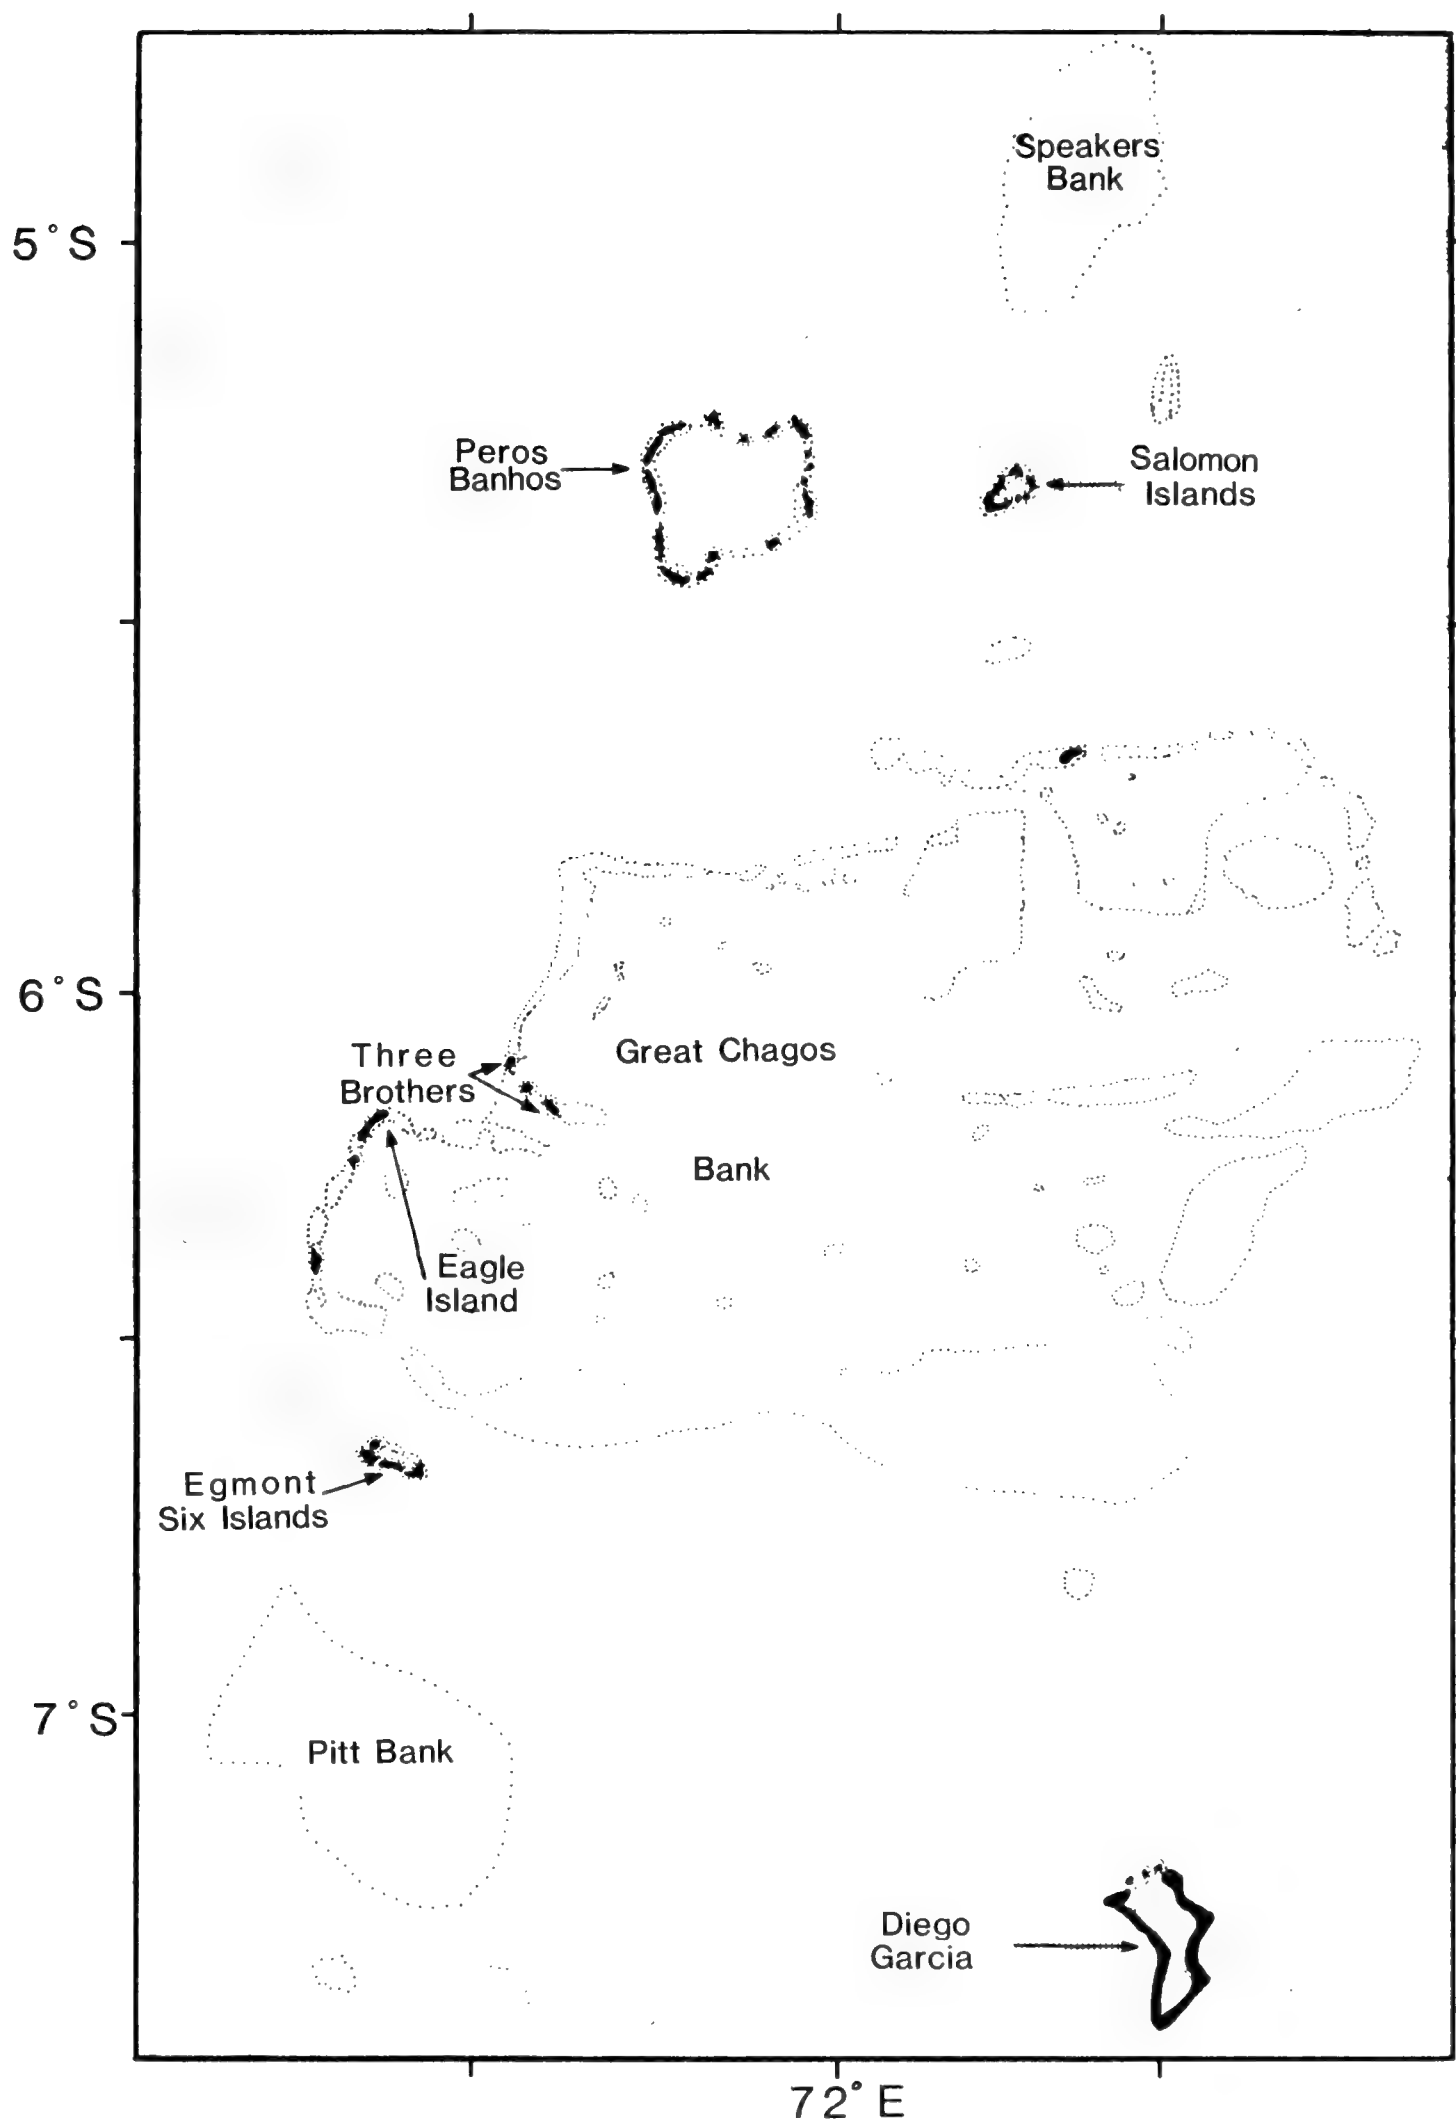 Speakers
Bank
5°S
Peros
Banhos
Salomon
Islands
6°S
Great Chagos
Three
Brothers
Bank
Eagle
Island
Egmont
Six Islands
7°S
Pitt Bank
Diego
Garcia
72°E